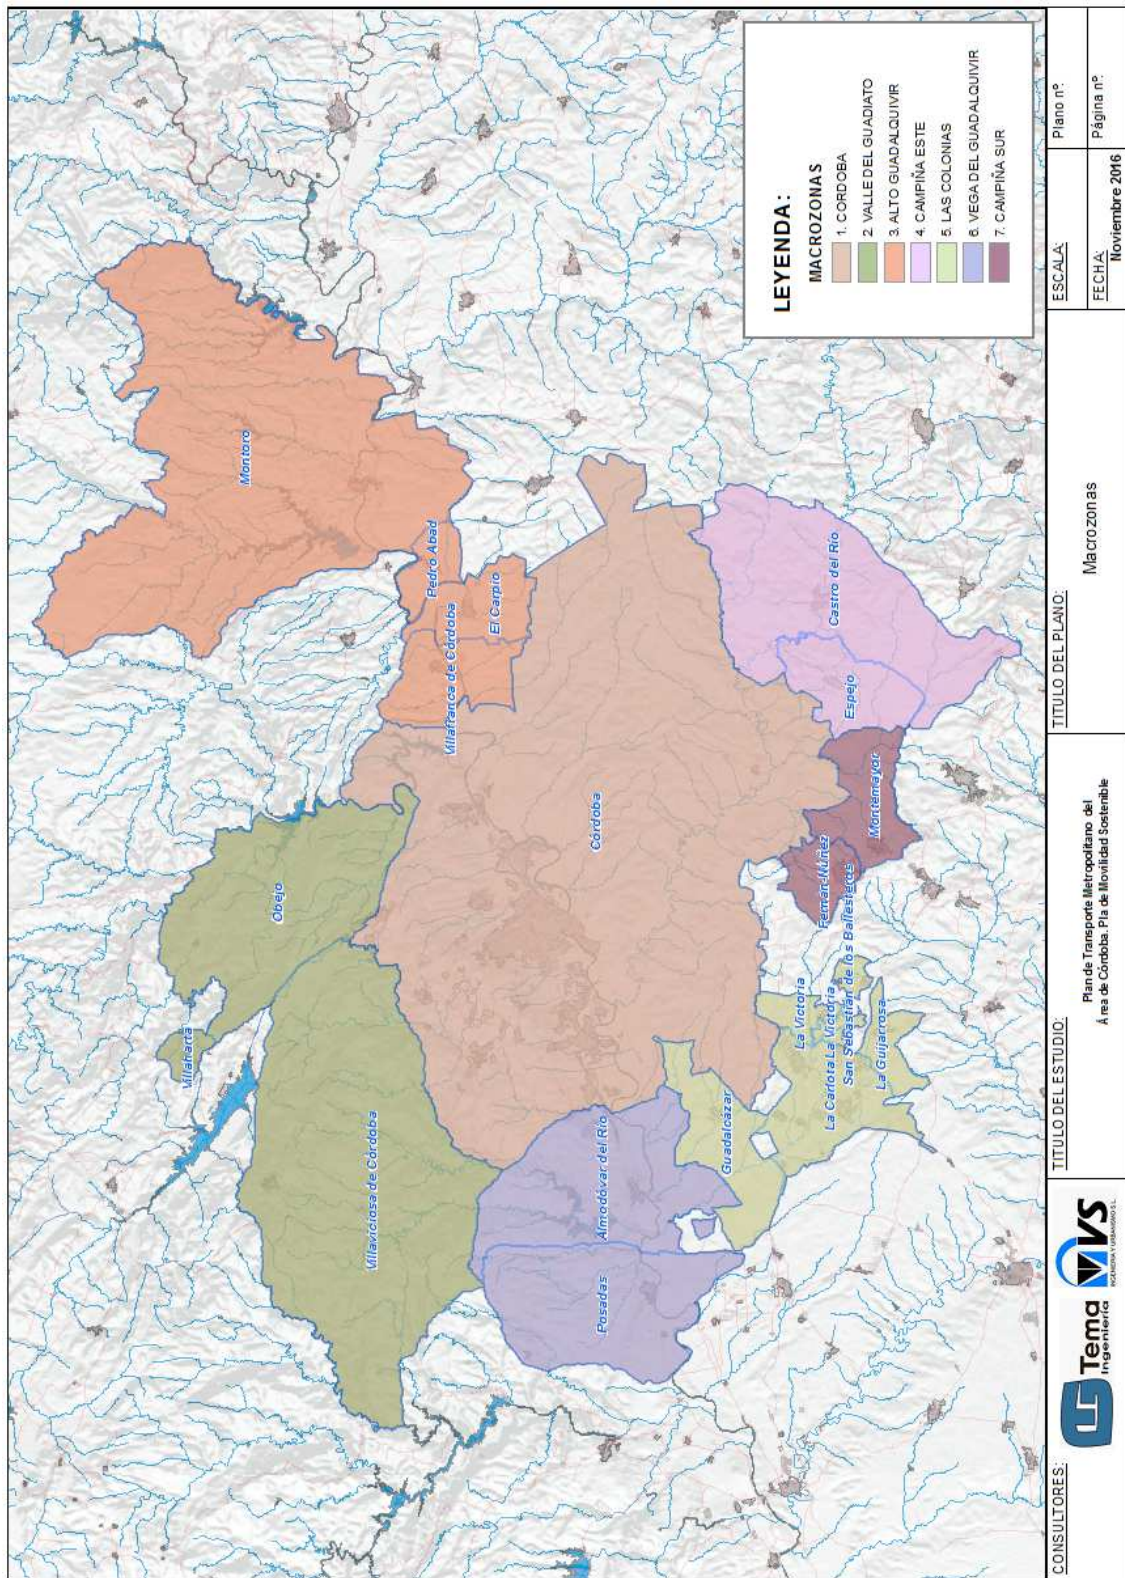 Montoro
Pedro Abad
Villafranca de Córdoba
El Carpio
Obejo
Villaharta
Villaviciosa de Córdoba
Córdoba
Castro del Río
Espejo
Montemayor
Fernán-Núñez
San Sebastián de los Ballesteros
La Victoria
La Carlota
La Victoria
La Guijarrosa
Guadalcázar
Almodóvar del Río
Posadas
LEYENDA:
MACROZONAS
1. CORDOBA
2. VALLE DEL GUADIATO
3. ALTO GUADALQUIVIR
4. CAMPIÑA ESTE
5. LAS COLONIAS
6. VEGA DEL GUADALQUIVIR
7. CAMPIÑA SUR
CONSULTORES:
Tema
Ingeniería
VS
INGENIERIA Y URBANISMO S.L.
TITULO DEL ESTUDIO:
Plan de Transporte Metropolitano del
Área de Córdoba. Pla de Movilidad Sostenible
TITULO DEL PLANO:
Macrozonas
ESCALA:
Plano nº:
FECHA:
Noviembre 2016
Página nº: